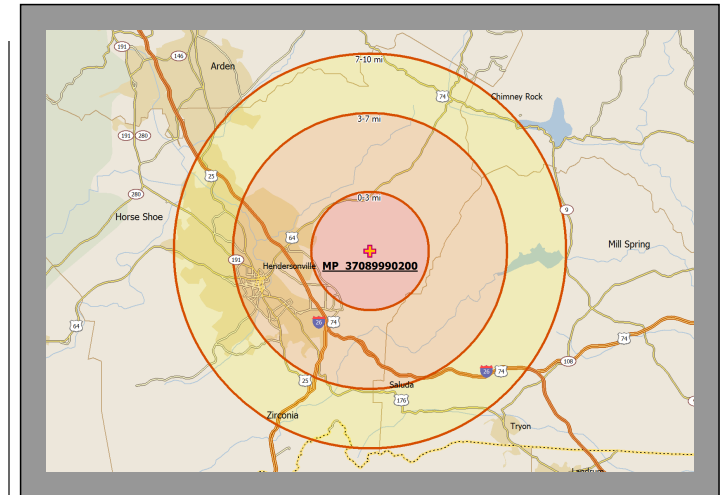 7-10 mi
191
146
Arden
74
Chimney Rock
3-7 mi
191 280
25
280
0-3 mi
9
Horse Shoe
64
Mill Spring
191
Hendersonville
MP 37089990200
64
26 74
74
26 74
108
25
Saluda
176
Zirconia
Tryon
Landrum